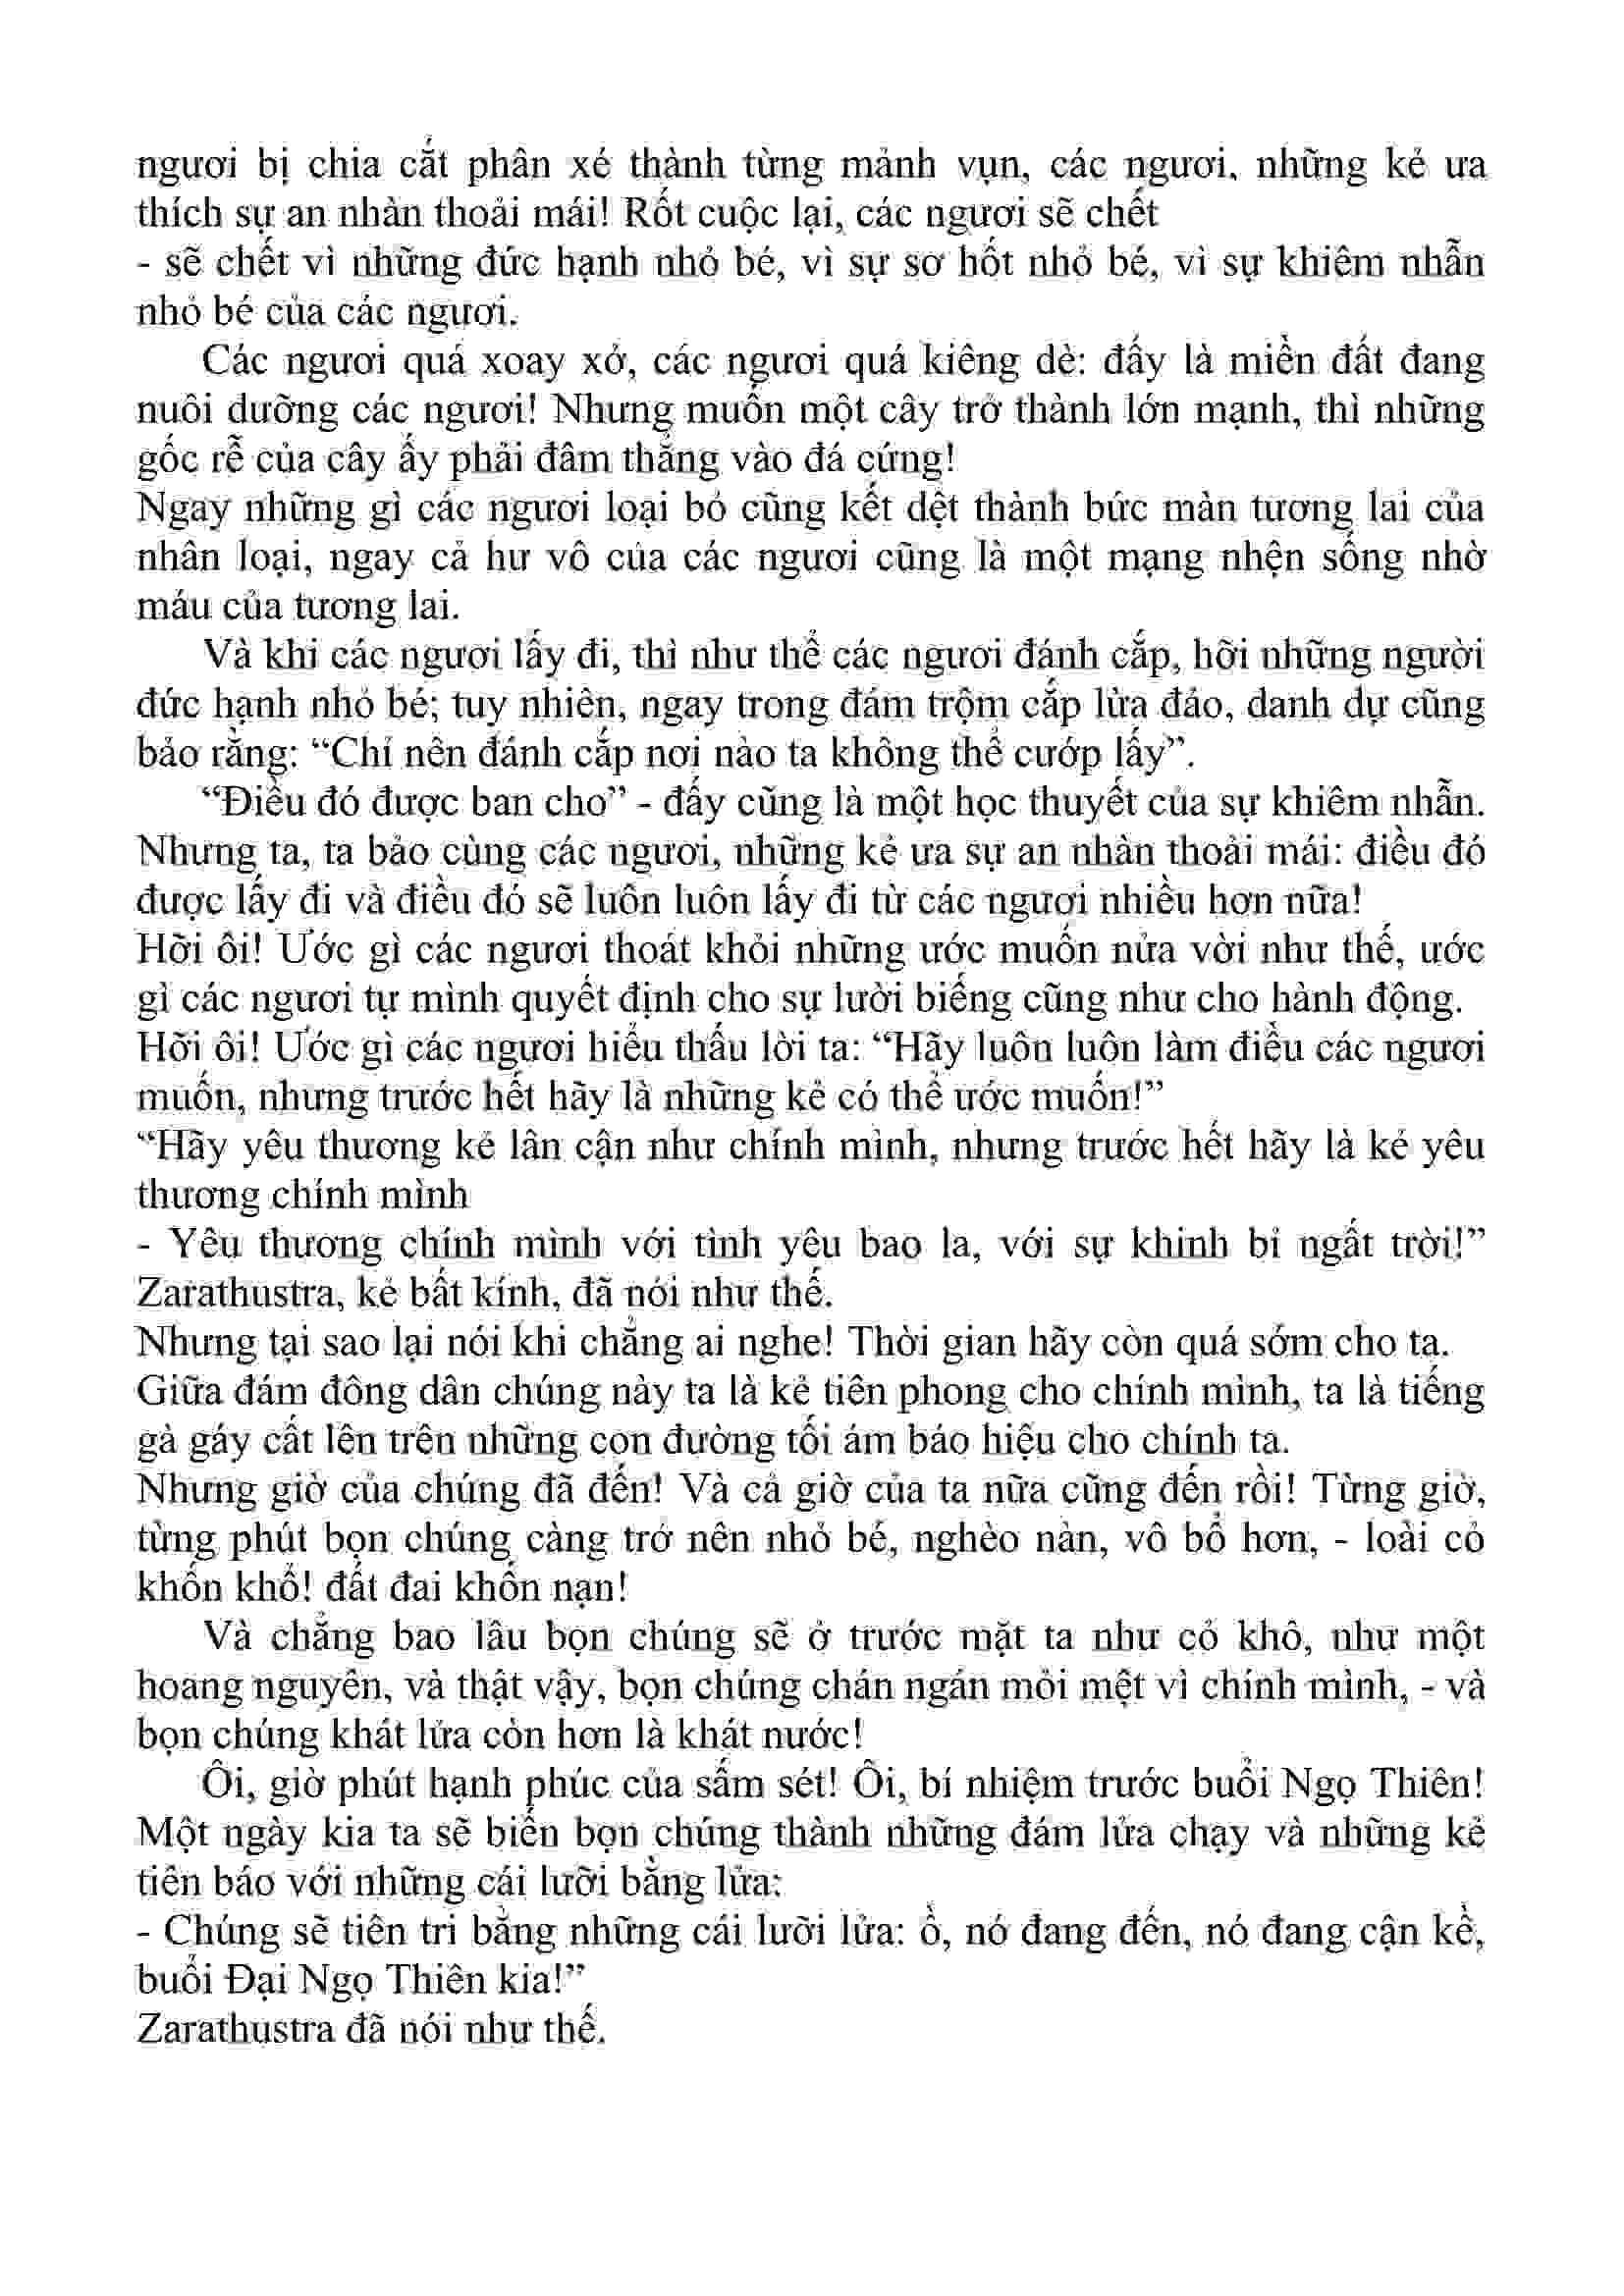 ngươi bị chia cắt phân xé thành từng mảnh vụn, các ngươi, những kẻ ưa
thích sự an nhàn thoải mái! Rốt cuộc lại, các ngươi sẽ chết
- sẽ chết vì những đức hạnh nhỏ bé, vì sự sơ hốt nhỏ bé, vì sự khiêm nhẫn
nhỏ bé của các ngươi.
Các ngươi quá xoay xở, các ngươi quá kiêng dè: đấy là miền đất đang
nuôi dưỡng các ngươi! Nhưng muốn một cây trở thành lớn mạnh, thì những
gốc rễ của cây ấy phải đâm thẳng vào đá cứng!
Ngay những gì các ngươi loại bỏ cũng kết dệt thành bức màn tương lai của
nhân loại, ngay cả hư vô của các ngươi cũng là một mạng nhện sống nhờ
máu của tương lai.
Và khi các ngươi lấy đi, thì như thể các ngươi đánh cắp, hỡi những người
đức hạnh nhỏ bé; tuy nhiên, ngay trong đám trộm cắp lừa đảo, danh dự cũng
bảo rằng: “Chỉ nên đánh cắp nơi nào ta không thể cướp lấy”.
“Điều đó được ban cho” - đấy cũng là một học thuyết của sự khiêm nhẫn.
Nhưng ta, ta bảo cùng các ngươi, những kẻ ưa sự an nhàn thoải mái: điều đó
được lấy đi và điều đó sẽ luôn luôn lấy đi từ các ngươi nhiều hơn nữa!
Hỡi ôi! Ước gì các ngươi thoát khỏi những ước muốn nửa vời như thế, ước
gì các ngươi tự mình quyết định cho sự lười biếng cũng như cho hành động.
Hỡi ôi! Ước gì các ngươi hiểu thấu lời ta: “Hãy luôn luôn làm điều các ngươi
muốn, nhưng trước hết hãy là những kẻ có thể ước muốn!”
“Hãy yêu thương kẻ lân cận như chính mình, nhưng trước hết hãy là kẻ yêu
thương chính mình
- Yêu thương chính mình với tình yêu bao la, với sự khinh bỉ ngất trời!”
Zarathustra, kẻ bất kính, đã nói như thế.
Nhưng tại sao lại nói khi chẳng ai nghe! Thời gian hãy còn quá sớm cho ta.
Giữa đám đông dân chúng này ta là kẻ tiên phong cho chính mình, ta là tiếng
gà gáy cất lên trên những con đường tối ám báo hiệu cho chính ta.
Nhưng giờ của chúng đã đến! Và cả giờ của ta nữa cũng đến rồi! Từng giờ,
từng phút bọn chúng càng trở nên nhỏ bé, nghèo nàn, vô bổ hơn, - loài cỏ
khốn khổ! đất đai khốn nạn!
Và chẳng bao lâu bọn chúng sẽ ở trước mặt ta như cỏ khô, như một
hoang nguyên, và thật vậy, bọn chúng chán ngán mỏi mệt vì chính mình, - và
bọn chúng khát lửa còn hơn là khát nước!
Ôi, giờ phút hạnh phúc của sấm sét! Ôi, bí nhiệm trước buổi Ngọ Thiên!
Một ngày kia ta sẽ biến bọn chúng thành những đám lửa chạy và những kẻ
tiên báo với những cái lưỡi bằng lửa:
- Chúng sẽ tiên tri bằng những cái lưỡi lửa: ồ, nó đang đến, nó đang cận kề,
buổi Đại Ngọ Thiên kia!”
Zarathustra đã nói như thế.